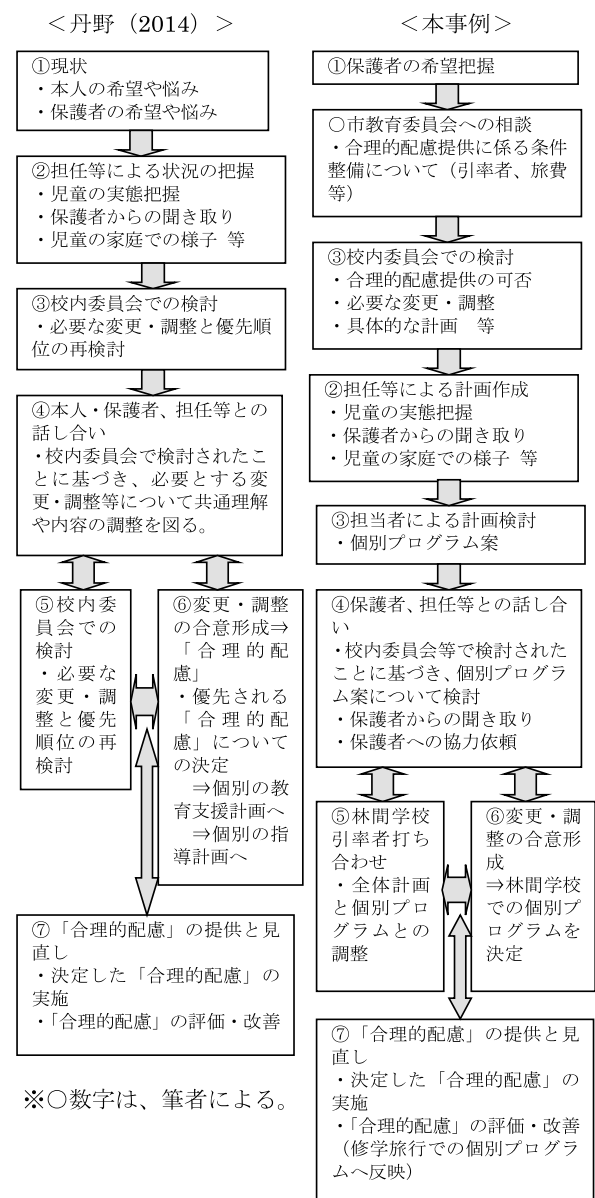 ＜丹野（2014）＞
①現状
・本人の希望や悩み
・保護者の希望や悩み
②担任等による状況の把握
・児童の実態把握
・保護者からの聞き取り
・児童の家庭での様子 等
③校内委員会での検討
・必要な変更・調整と優先順
位の再検討
④本人・保護者、担任等との
話し合い
・校内委員会で検討されたこ
とに基づき、必要とする変
更・調整等について共通理解
や内容の調整を図る。
⑤校内委
員会での
検討
・必要な
変更・調
整と優先
順位の再
検討
⑥変更・調整
の合意形成⇒
「合理的配
慮」
・優先される
「合理的配
慮」について
の決定
⇒個別の教
育支援計画へ
⇒個別の指
導計画へ
⑦「合理的配慮」の提供と見
直し
・決定した「合理的配慮」の
実施
・「合理的配慮」の評価・改善
※○数字は、筆者による。
＜本事例＞
①保護者の希望把握
○市教育委員会への相談
・合理的配慮提供に係る条件
整備について（引率者、旅費
等）
③校内委員会での検討
・合理的配慮提供の可否
・必要な変更・調整
・具体的な計画　等
②担任等による計画作成
・児童の実態把握
・保護者からの聞き取り
・児童の家庭での様子 等
③担当者による計画検討
・個別プログラム案
④保護者、担任等との話し合
い
・校内委員会等で検討された
ことに基づき、個別プログラ
ム案について検討
・保護者からの聞き取り
・保護者への協力依頼
⑤林間学校
引率者打ち
合わせ
・全体計画
と個別プロ
グラムとの
調整
⑥変更・調
整の合意形
成
⇒林間学校
での個別プ
ログラムを
決定
⑦「合理的配慮」の提供と見
直し
・決定した「合理的配慮」の
実施
・「合理的配慮」の評価・改善
（修学旅行での個別プログラ
ムへ反映）